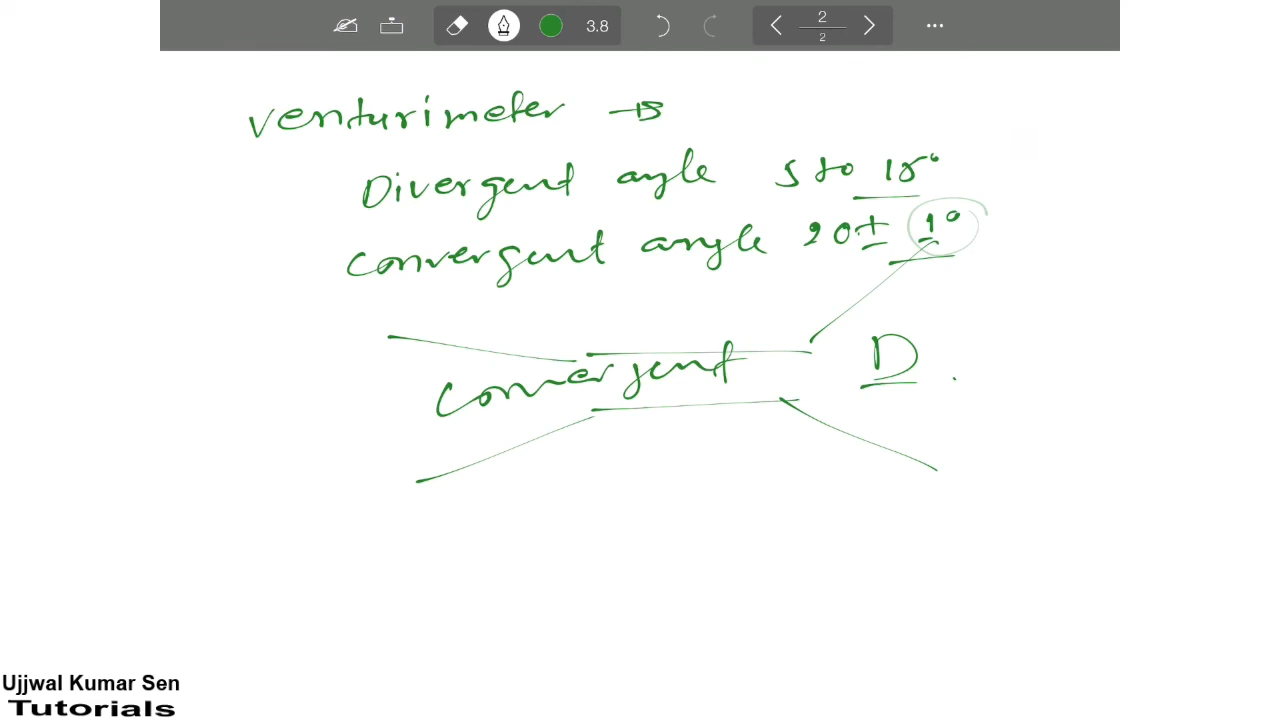 3.8
2
2
venturimeter →
Divergent angle 5 to 15°
Convergent angle 20 ± 1°
Convergent D
Ujjwal Kumar Sen
Tutorials